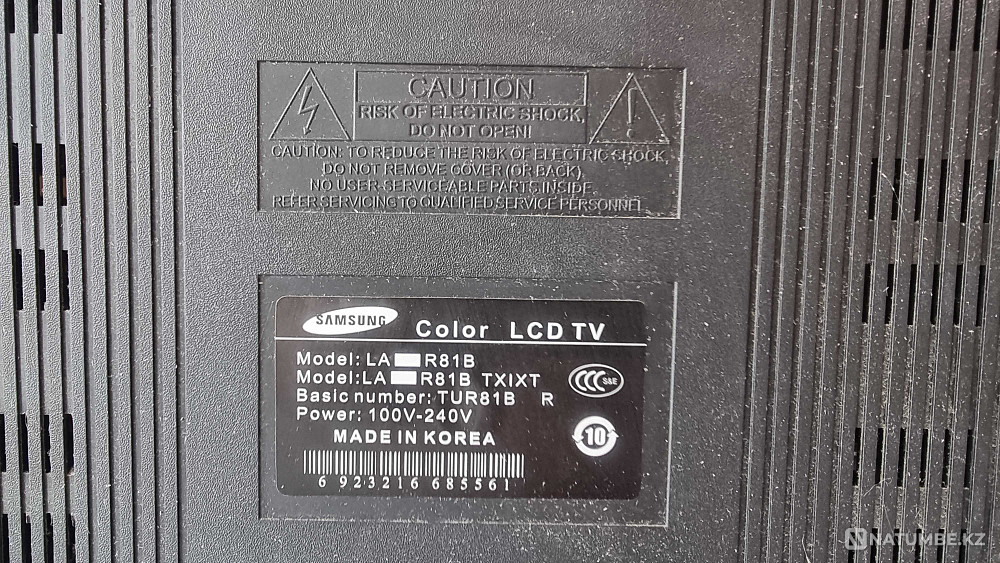 CAUTION
RISK OF ELECTRIC SHOCK,
DO NOT OPEN!
CAUTION: TO REDUCE THE RISK OF ELECTRIC SHOCK,
DO NOT REMOVE COVER (OR BACK).
NO USER-SERVICEABLE PARTS INSIDE.
REFER SERVICING TO QUALIFIED SERVICE PERSONNEL.
SAMSUNG Color LCD TV
Model: LA R81B
Model: LA R81B TXIXT
CCC S&E
Basic number: TUR81B R
Power: 100V-240V
10
MADE IN KOREA
6 923216 685561
NATUMBE.KZ